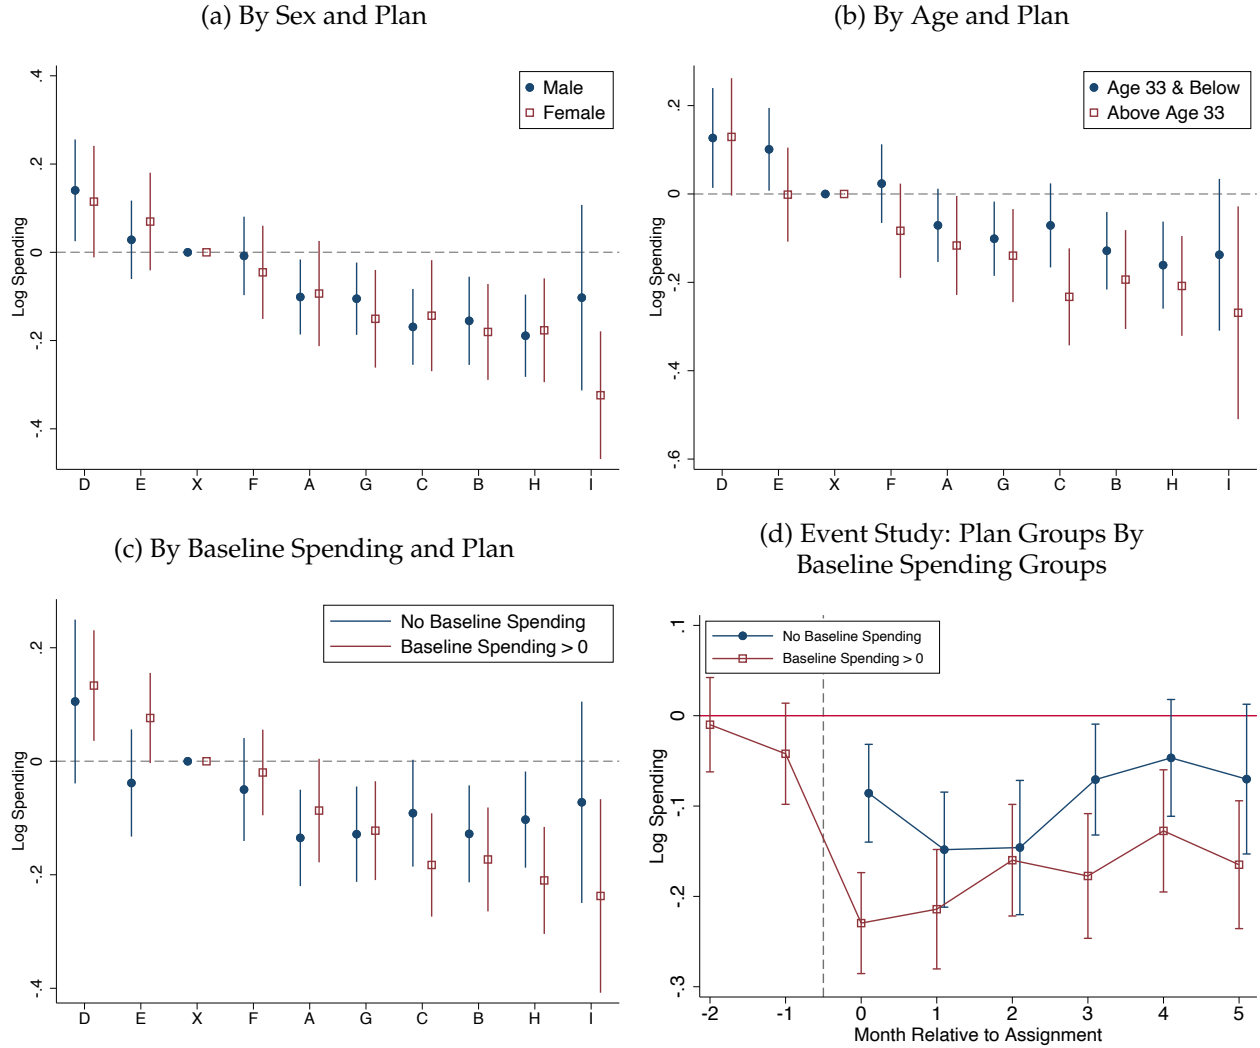 (a) By Sex and Plan
.4
.2
0
-.2
-.4
Log Spending
Male
Female
D E X F A G C B H I
(b) By Age and Plan
.2
0
-.2
-.4
-.6
Log Spending
Age 33 & Below
Above Age 33
D E X F A G C B H I
(c) By Baseline Spending and Plan
.2
0
-.2
-.4
Log Spending
No Baseline Spending
Baseline Spending > 0
D E X F A G C B H I
(d) Event Study: Plan Groups By
Baseline Spending Groups
.1
0
-.1
-.2
-.3
Log Spending
No Baseline Spending
Baseline Spending > 0
-2 -1 0 1 2 3 4 5
Month Relative to Assignment